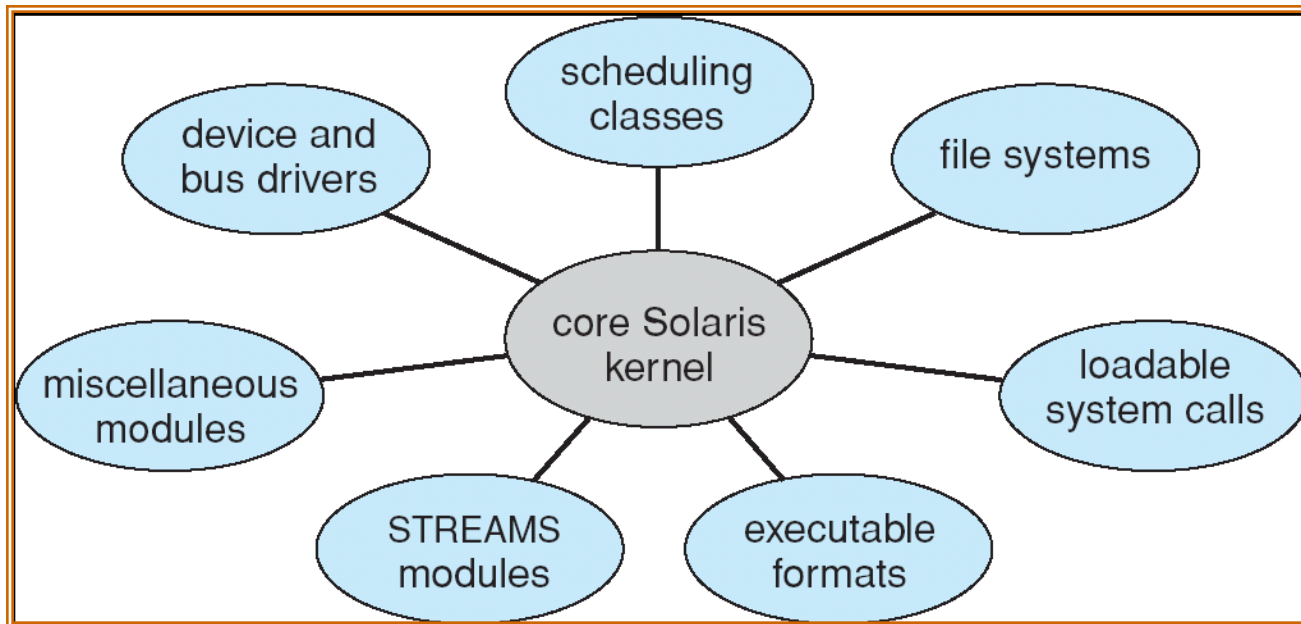 scheduling
classes
device and
bus drivers
file systems
core Solaris
kernel
miscellaneous
modules
loadable
system calls
STREAMS
modules
executable
formats